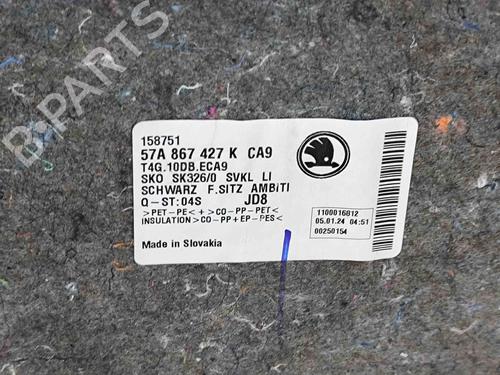 B-PARTS
158751
57A 867 427 K CA9
T4G.10DB.ECA9
SKO SK326/0 SVKL LI
SCHWARZ F.SITZ AMBiTI
Q-ST:04S JD8
>PET-PE<+>CO-PP-PET<
INSULATION>CO-PP+EP-PES<
Made in Slovakia
1100016812
05.01.24 04:51
00250154